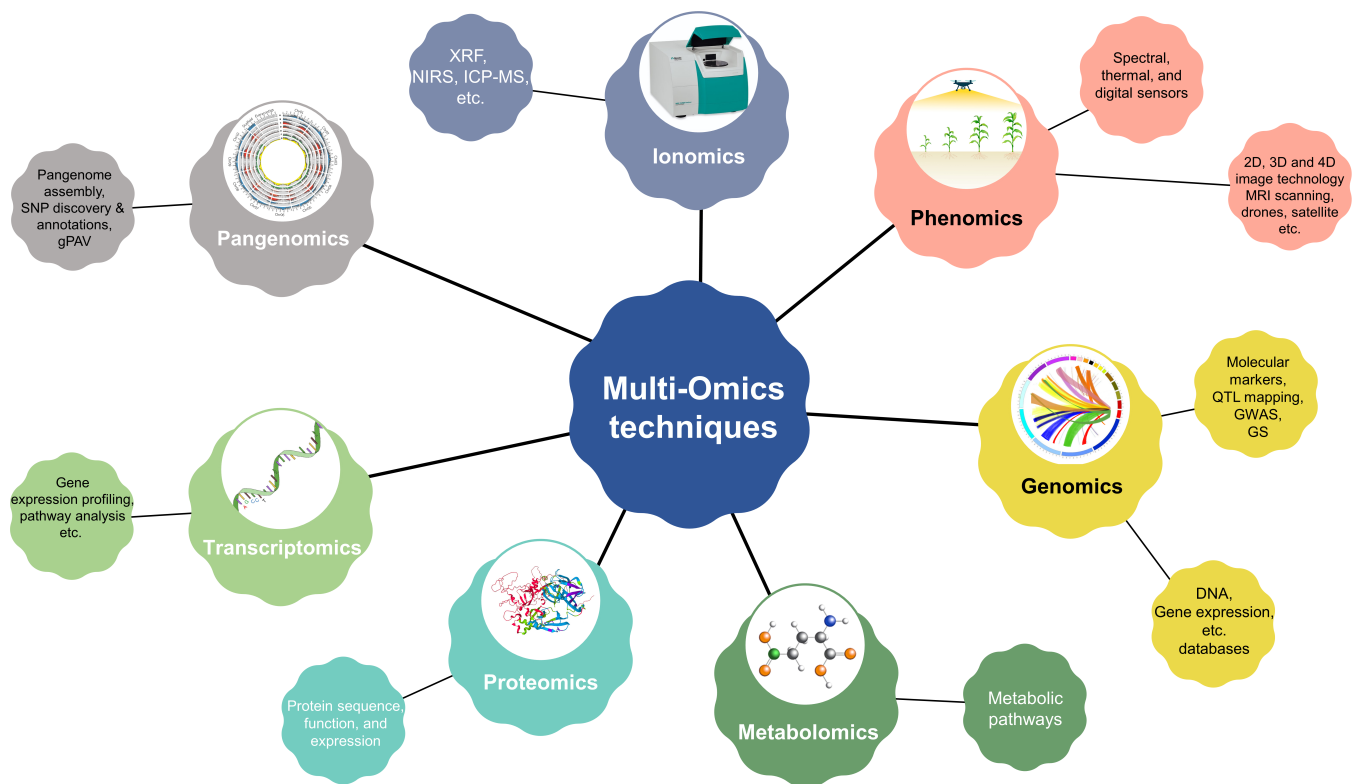 XRF,
NIRS, ICP-MS,
etc.
Ionomics
Spectral,
thermal, and
digital sensors
2D, 3D and 4D
image technology
MRI scanning,
drones, satellite
etc.
Phenomics
Pangenome
assembly,
SNP discovery &
annotations,
gPAV
Pangenomics
Multi-Omics
techniques
Molecular
markers,
QTL mapping,
GWAS,
GS
Genomics
DNA,
Gene expression,
etc.
databases
Gene
expression profiling,
pathway analysis
etc.
Transcriptomics
Proteomics
Protein sequence,
function, and
expression
Metabolomics
Metabolic
pathways